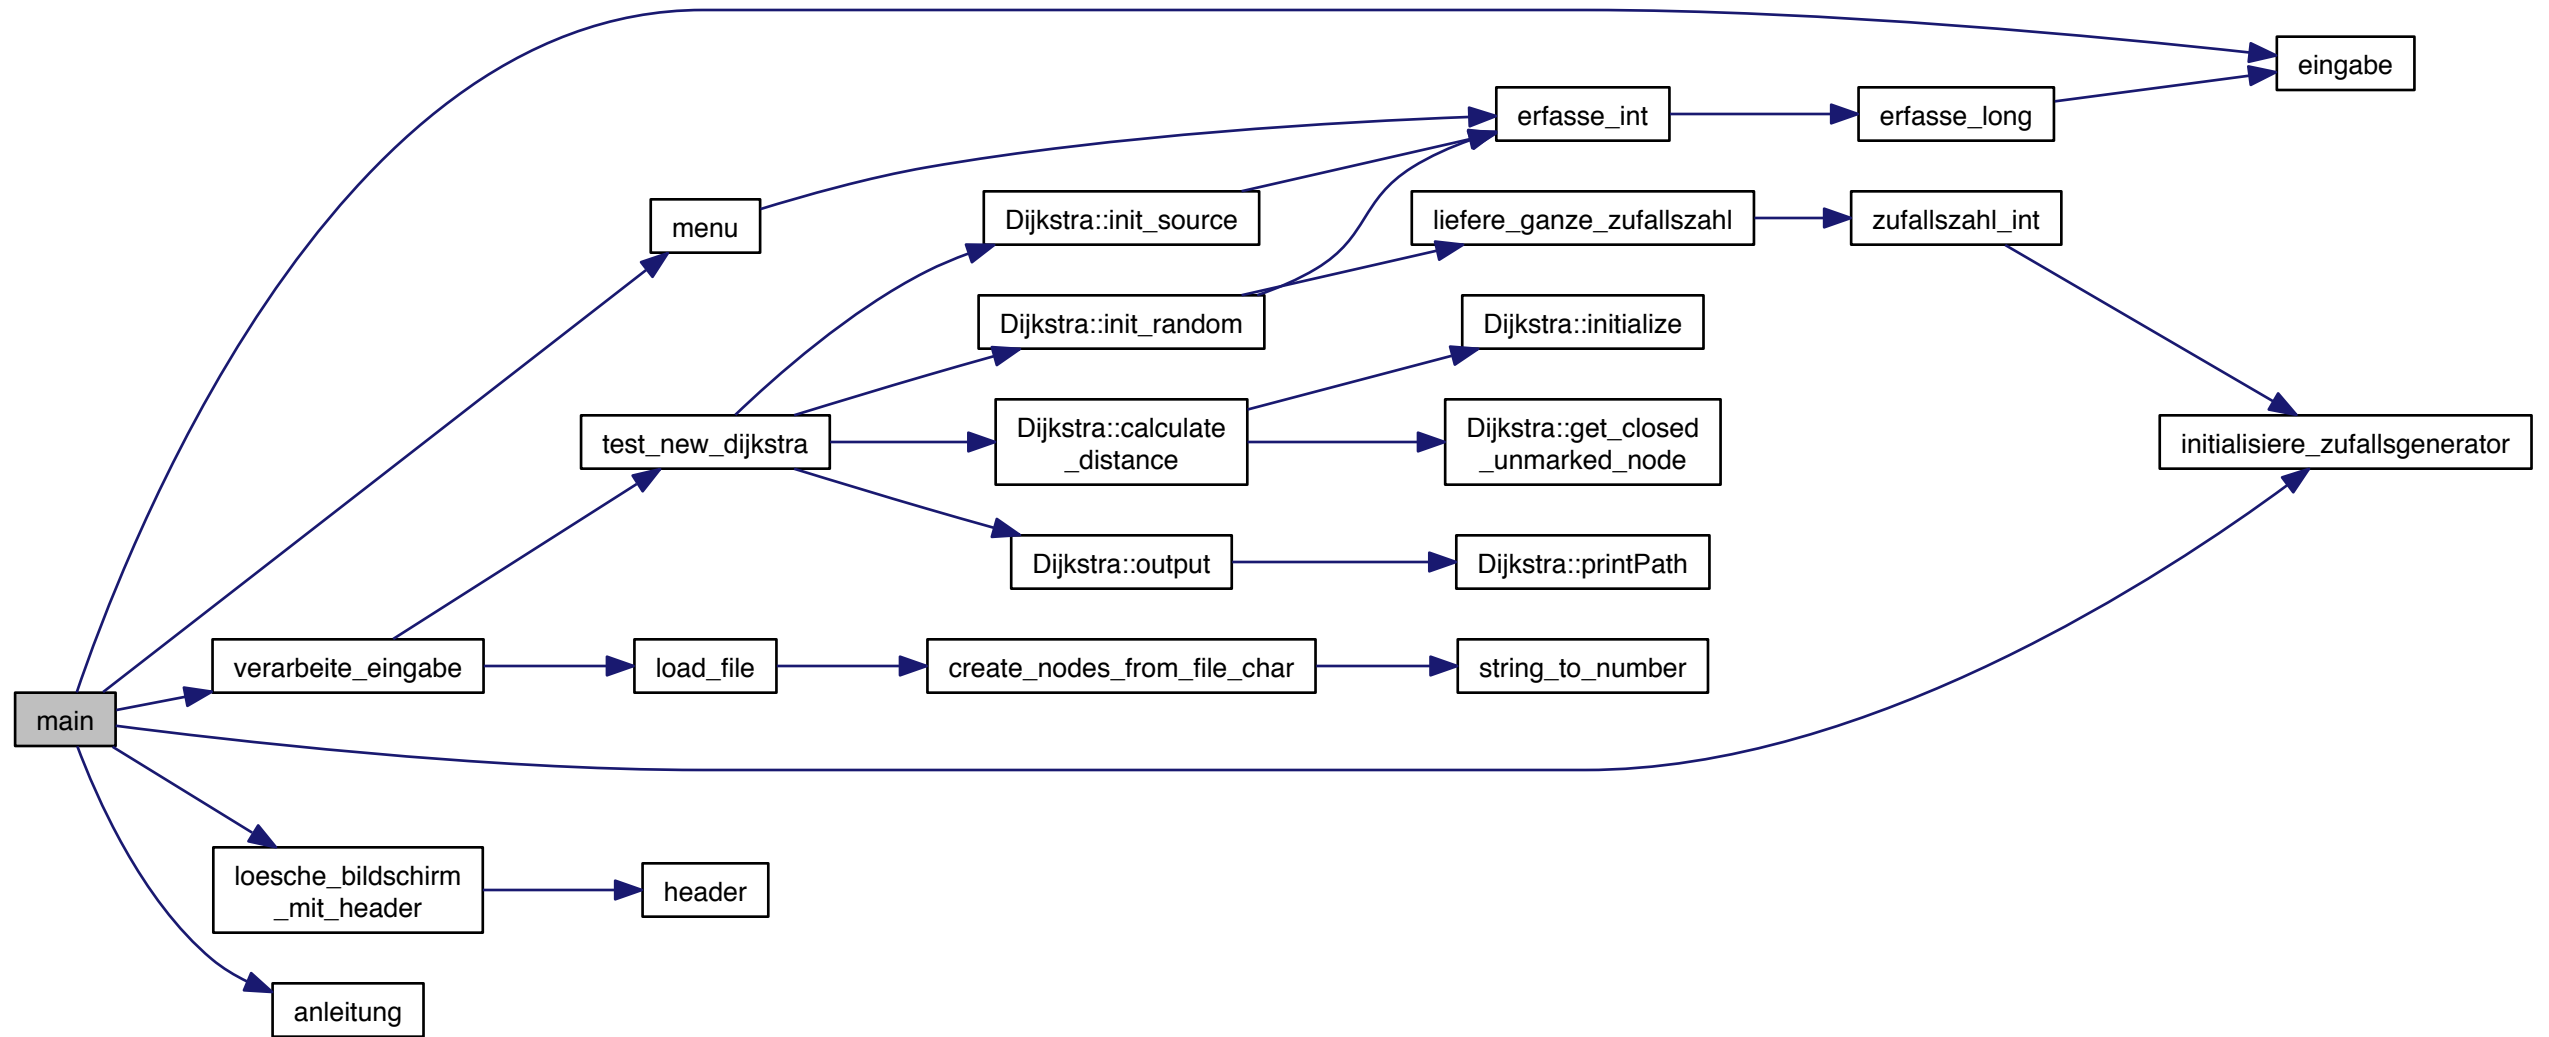 eingabe
erfasse_int
erfasse_long
menu
Dijkstra::init_source
liefere_ganze_zufallszahl
zufallszahl_int
Dijkstra::init_random
Dijkstra::initialize
test_new_dijkstra
Dijkstra::calculate
_distance
Dijkstra::get_closed
_unmarked_node
initialisiere_zufallsgenerator
Dijkstra::output
Dijkstra::printPath
verarbeite_eingabe
load_file
create_nodes_from_file_char
string_to_number
main
loesche_bildschirm
_mit_header
header
anleitung